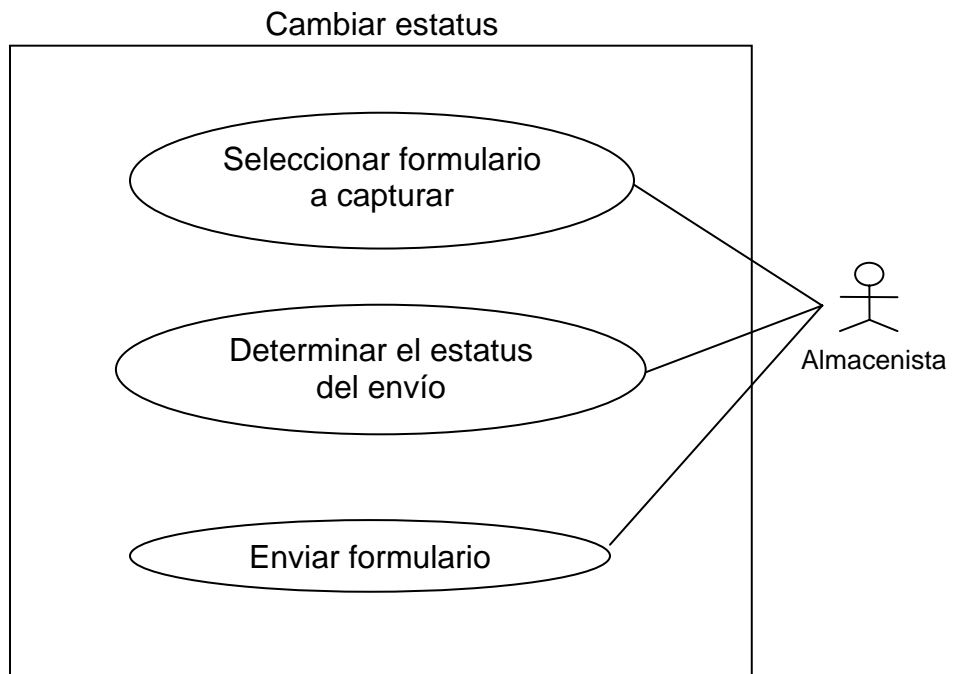 Cambiar estatus
Seleccionar formulario
a capturar
Determinar el estatus
del envío
Almacenista
Enviar formulario